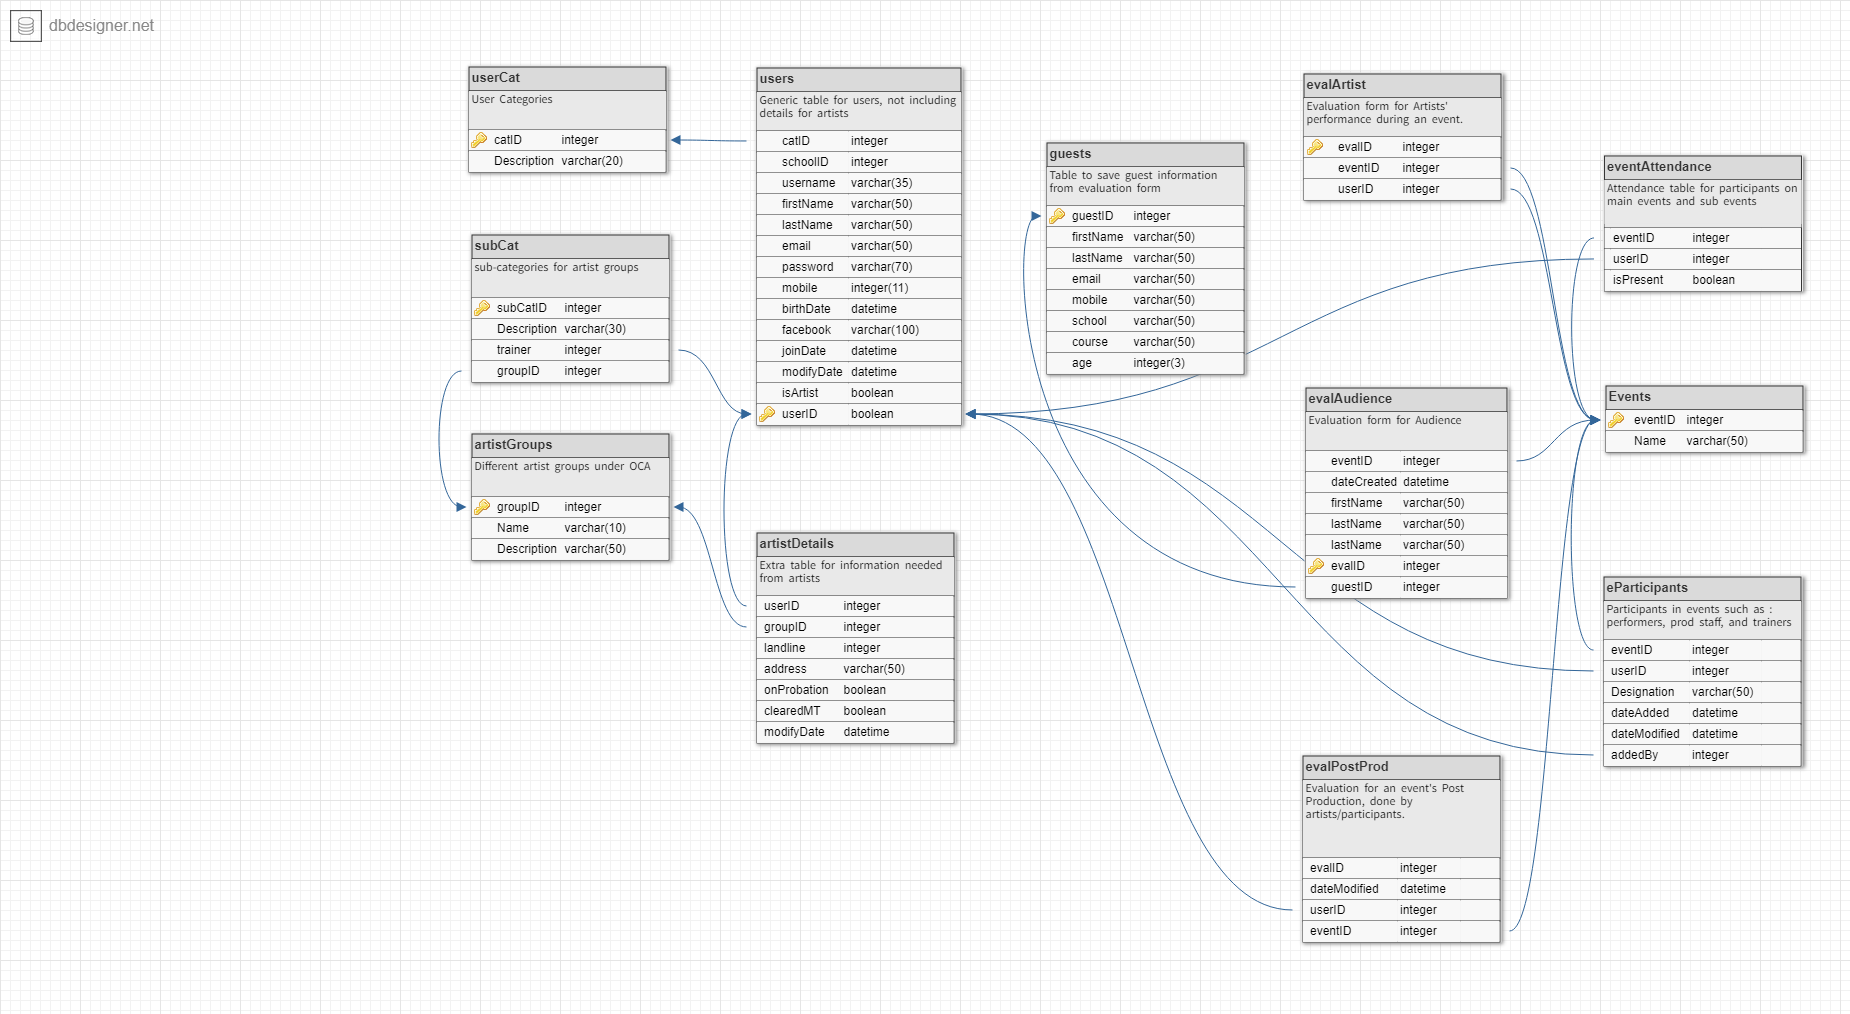 dbdesigner.net
userCat
User Categories
catID integer
Description varchar(20)
subCat
sub-categories for artist groups
subCatID integer
Description varchar(30)
trainer integer
groupID integer
artistGroups
Different artist groups under OCA
groupID integer
Name varchar(10)
Description varchar(50)
users
Generic table for users, not including
details for artists
catID integer
schoolID integer
username varchar(35)
firstName varchar(50)
lastName varchar(50)
email varchar(50)
password varchar(70)
mobile integer(11)
birthDate datetime
facebook varchar(100)
joinDate datetime
modifyDate datetime
isArtist boolean
userID boolean
artistDetails
Extra table for information needed
from artists
userID integer
groupID integer
landline integer
address varchar(50)
onProbation boolean
clearedMT boolean
modifyDate datetime
guests
Table to save guest information
from evaluation form
guestID integer
firstName varchar(50)
lastName varchar(50)
email varchar(50)
mobile varchar(50)
school varchar(50)
course varchar(50)
age integer(3)
evalArtist
Evaluation form for Artists'
performance during an event.
evalID integer
eventID integer
userID integer
evalAudience
Evaluation form for Audience
eventID integer
dateCreated datetime
firstName varchar(50)
lastName varchar(50)
lastName varchar(50)
evalID integer
guestID integer
evalPostProd
Evaluation for an event's Post
Production, done by
artists/participants.
evalID integer
dateModified datetime
userID integer
eventID integer
eventAttendance
Attendance table for participants on
main events and sub events
eventID integer
userID integer
isPresent boolean
Events
eventID integer
Name varchar(50)
eParticipants
Participants in events such as :
performers, prod staff, and trainers
eventID integer
userID integer
Designation varchar(50)
dateAdded datetime
dateModified datetime
addedBy integer